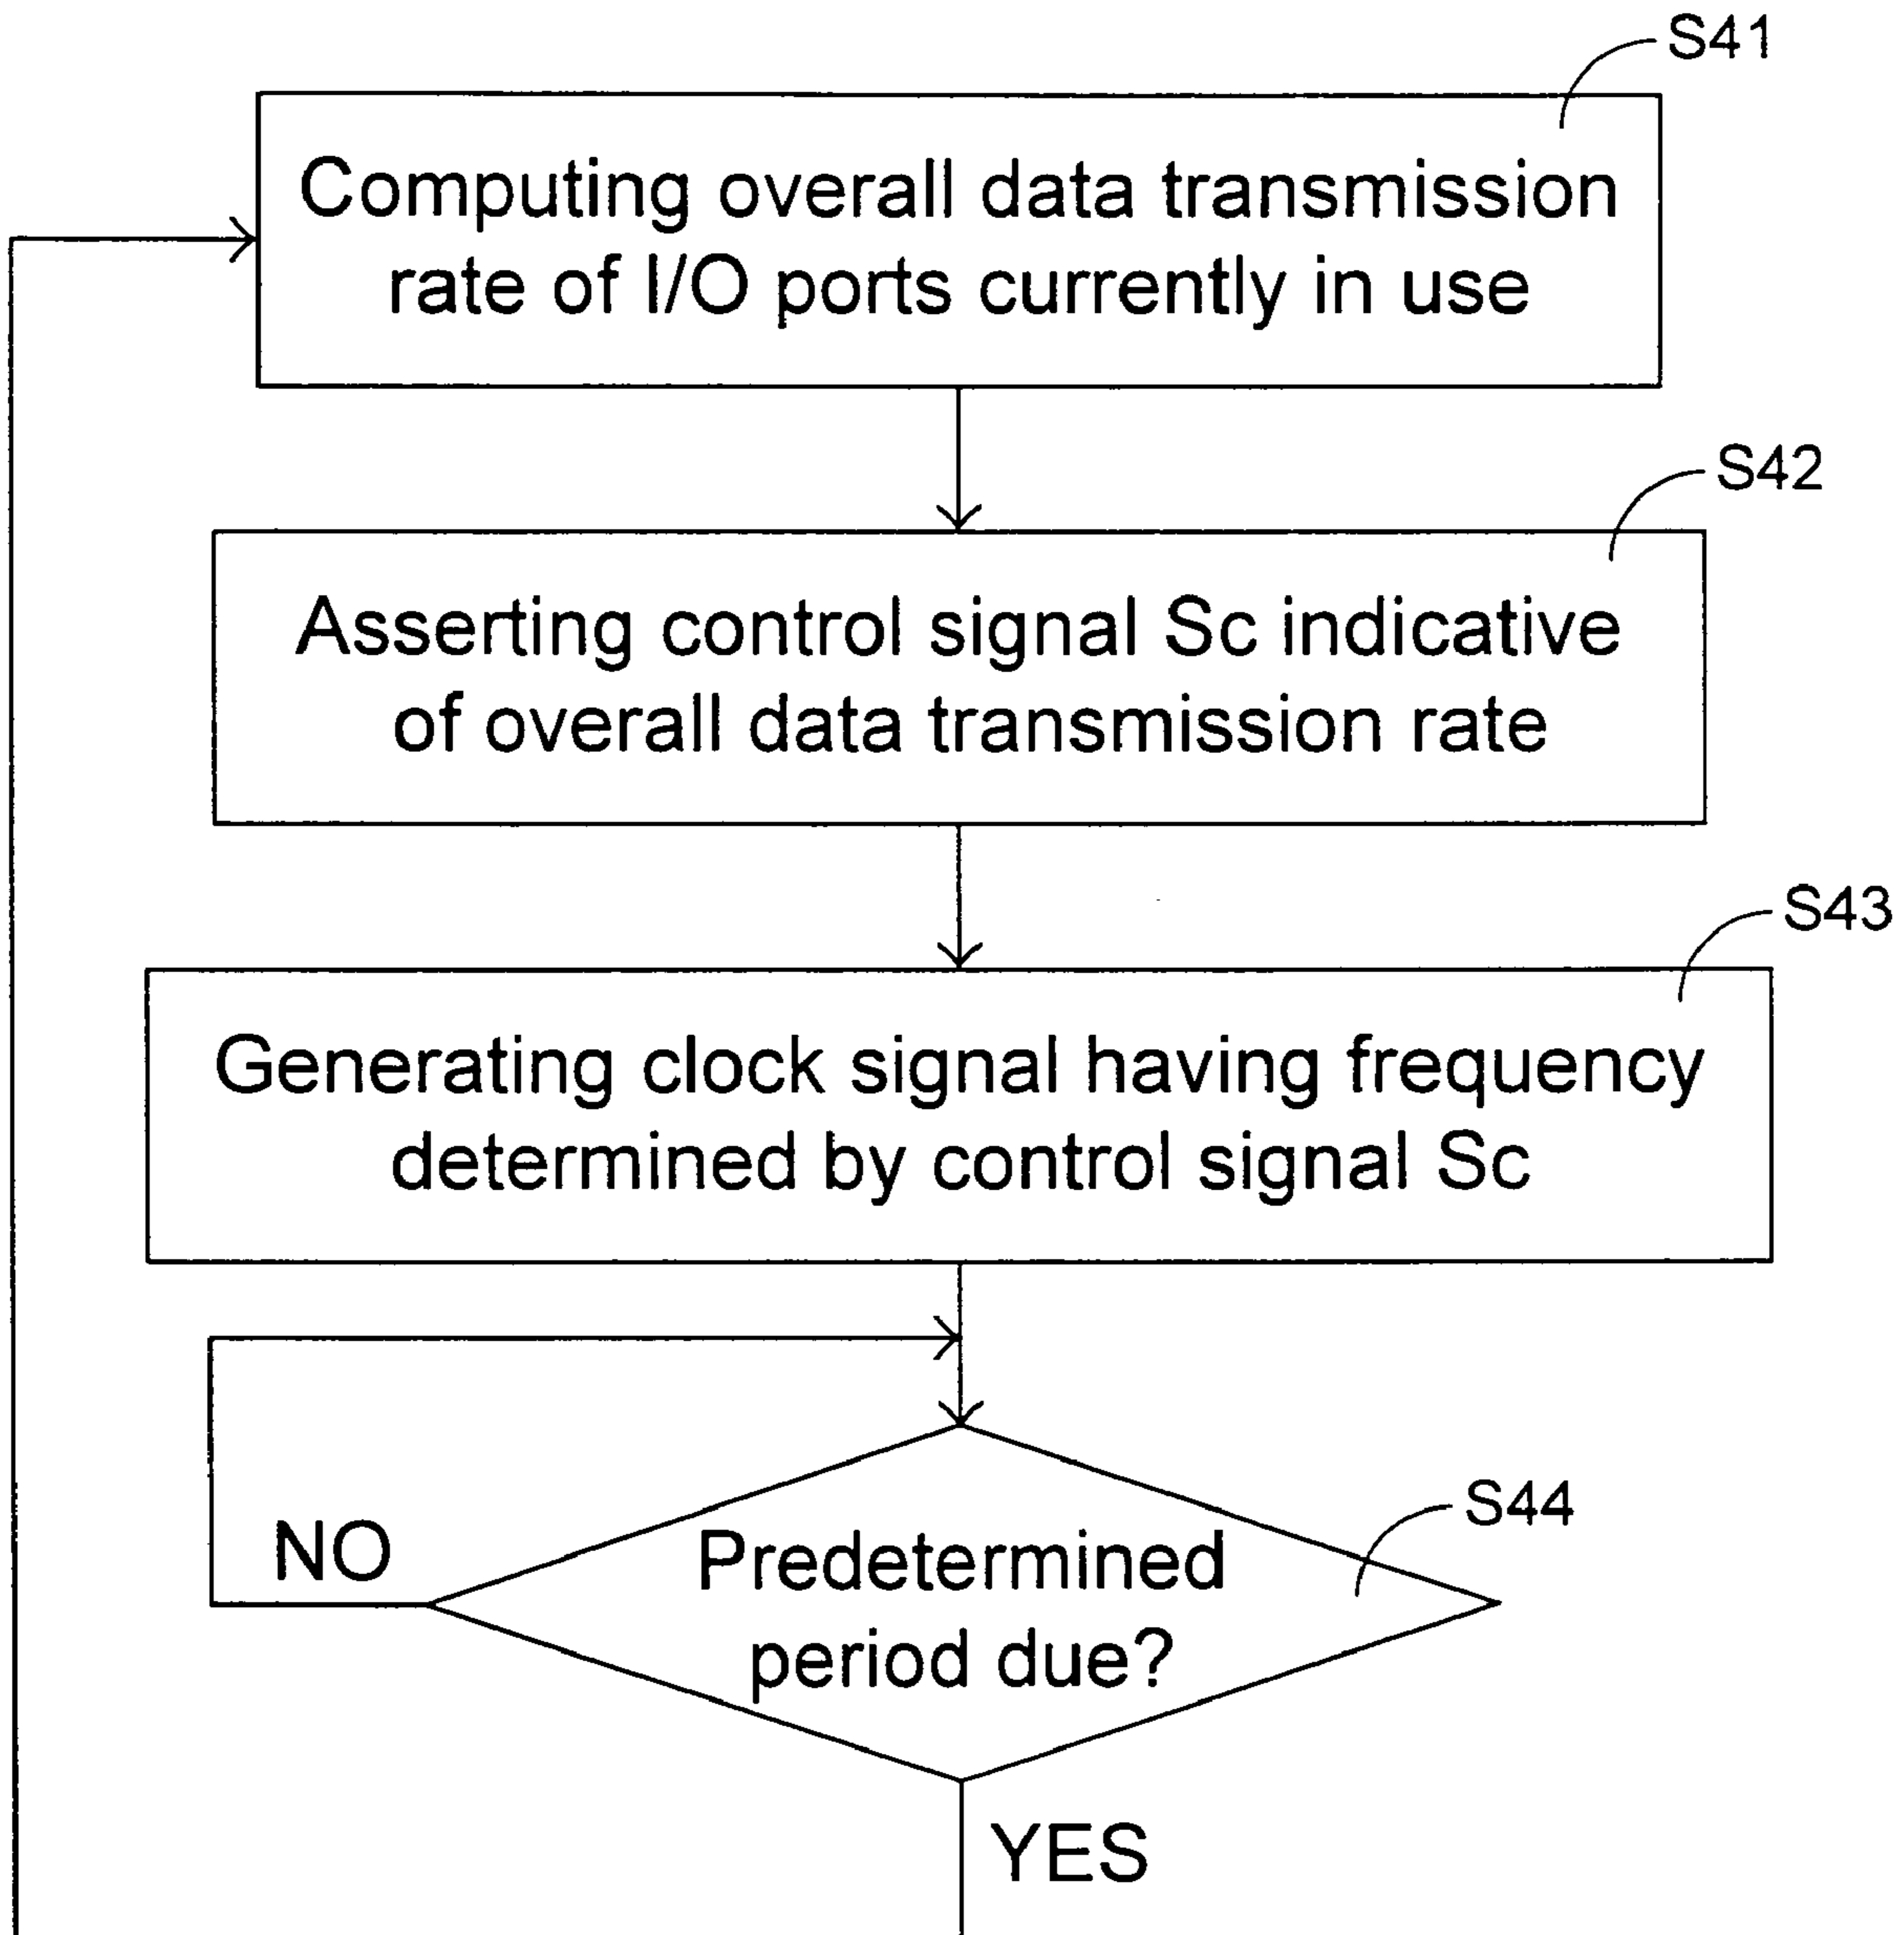 S41
Computing overall data transmission
rate of I/O ports currently in use
S42
Asserting control signal Sc indicative
of overall data transmission rate
S43
Generating clock signal having frequency
determined by control signal Sc
S44
NO
Predetermined
period due?
YES